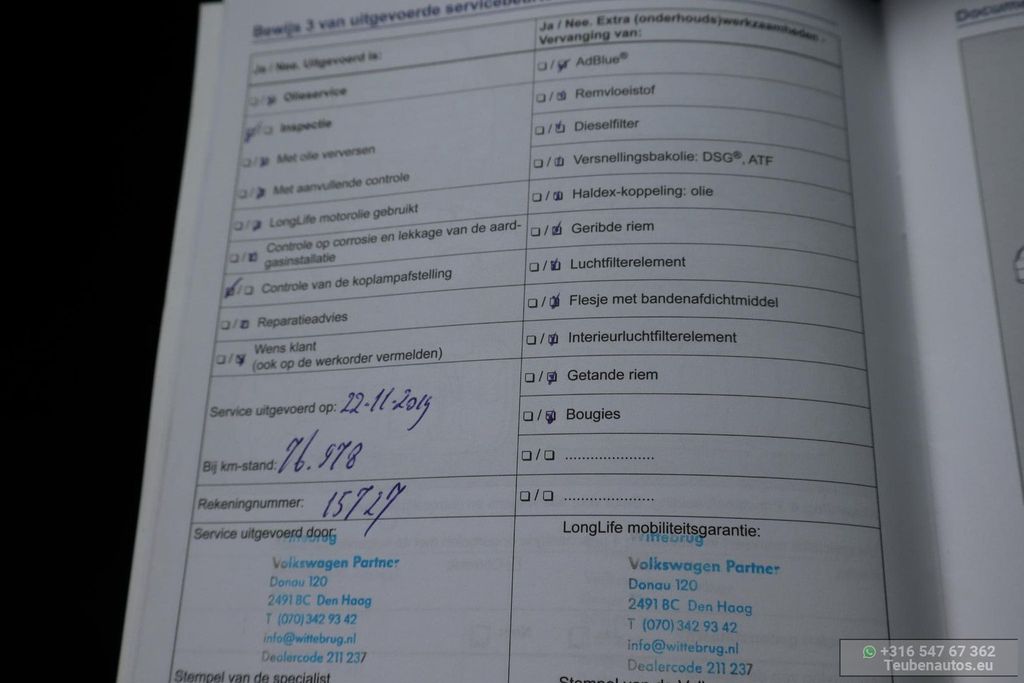 Bewijs 3 van uitgevoerde
Ja / Nee. Uitgevoerd is:
Olieservice
Inspectie
Met olie verversen
Met aanvullende controle
LongLife motorolie gebruikt
Controle op corrosie en lekkage van de aard-
gasinstallatie
Controle van de koplampafstelling
Reparatieadvies
Wens klant
(ook op de werkorder vermelden)
Service uitgevoerd op: 22-11-2019
Bij km-stand: 76.978
Rekeningnummer: 15727
Service uitgevoerd door:
Wittebrug
Volkswagen Partner
Donau 120
2491 BC Den Haag
T (070) 342 93 42
info@wittebrug.nl
Dealercode 211 237
Stempel van de specialist
Ja / Nee. Extra (onderhouds)werkzaamheden -
Vervanging van:
AdBlue®
Remvloeistof
Dieselfilter
Versnellingsbakolie: DSG®, ATF
Haldex-koppeling: olie
Geribde riem
Luchtfilterelement
Flesje met bandenafdichtmiddel
Interieurluchtfilterelement
Getande riem
Bougies
LongLife mobiliteitsgarantie:
Wittebrug
Volkswagen Partner
Donau 120
2491 BC Den Haag
T (070) 342 93 42
info@wittebrug.nl
Dealercode 211 237
+316 547 67 362
Teubenautos.eu